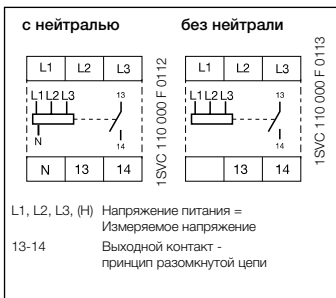 с нейтралью
без нейтрали
L1 L2 L3
L1 L2 L3
L1 L2 L3
13
14
N
L1 L2 L3
13
14
N 13 14
13 14
1SVC 110 000 F 0112
1SVC 110 000 F 0113
L1, L2, L3, (Н) Напряжение питания =
Измеряемое напряжение
13-14 Выходной контакт -
принцип разомкнутой цепи